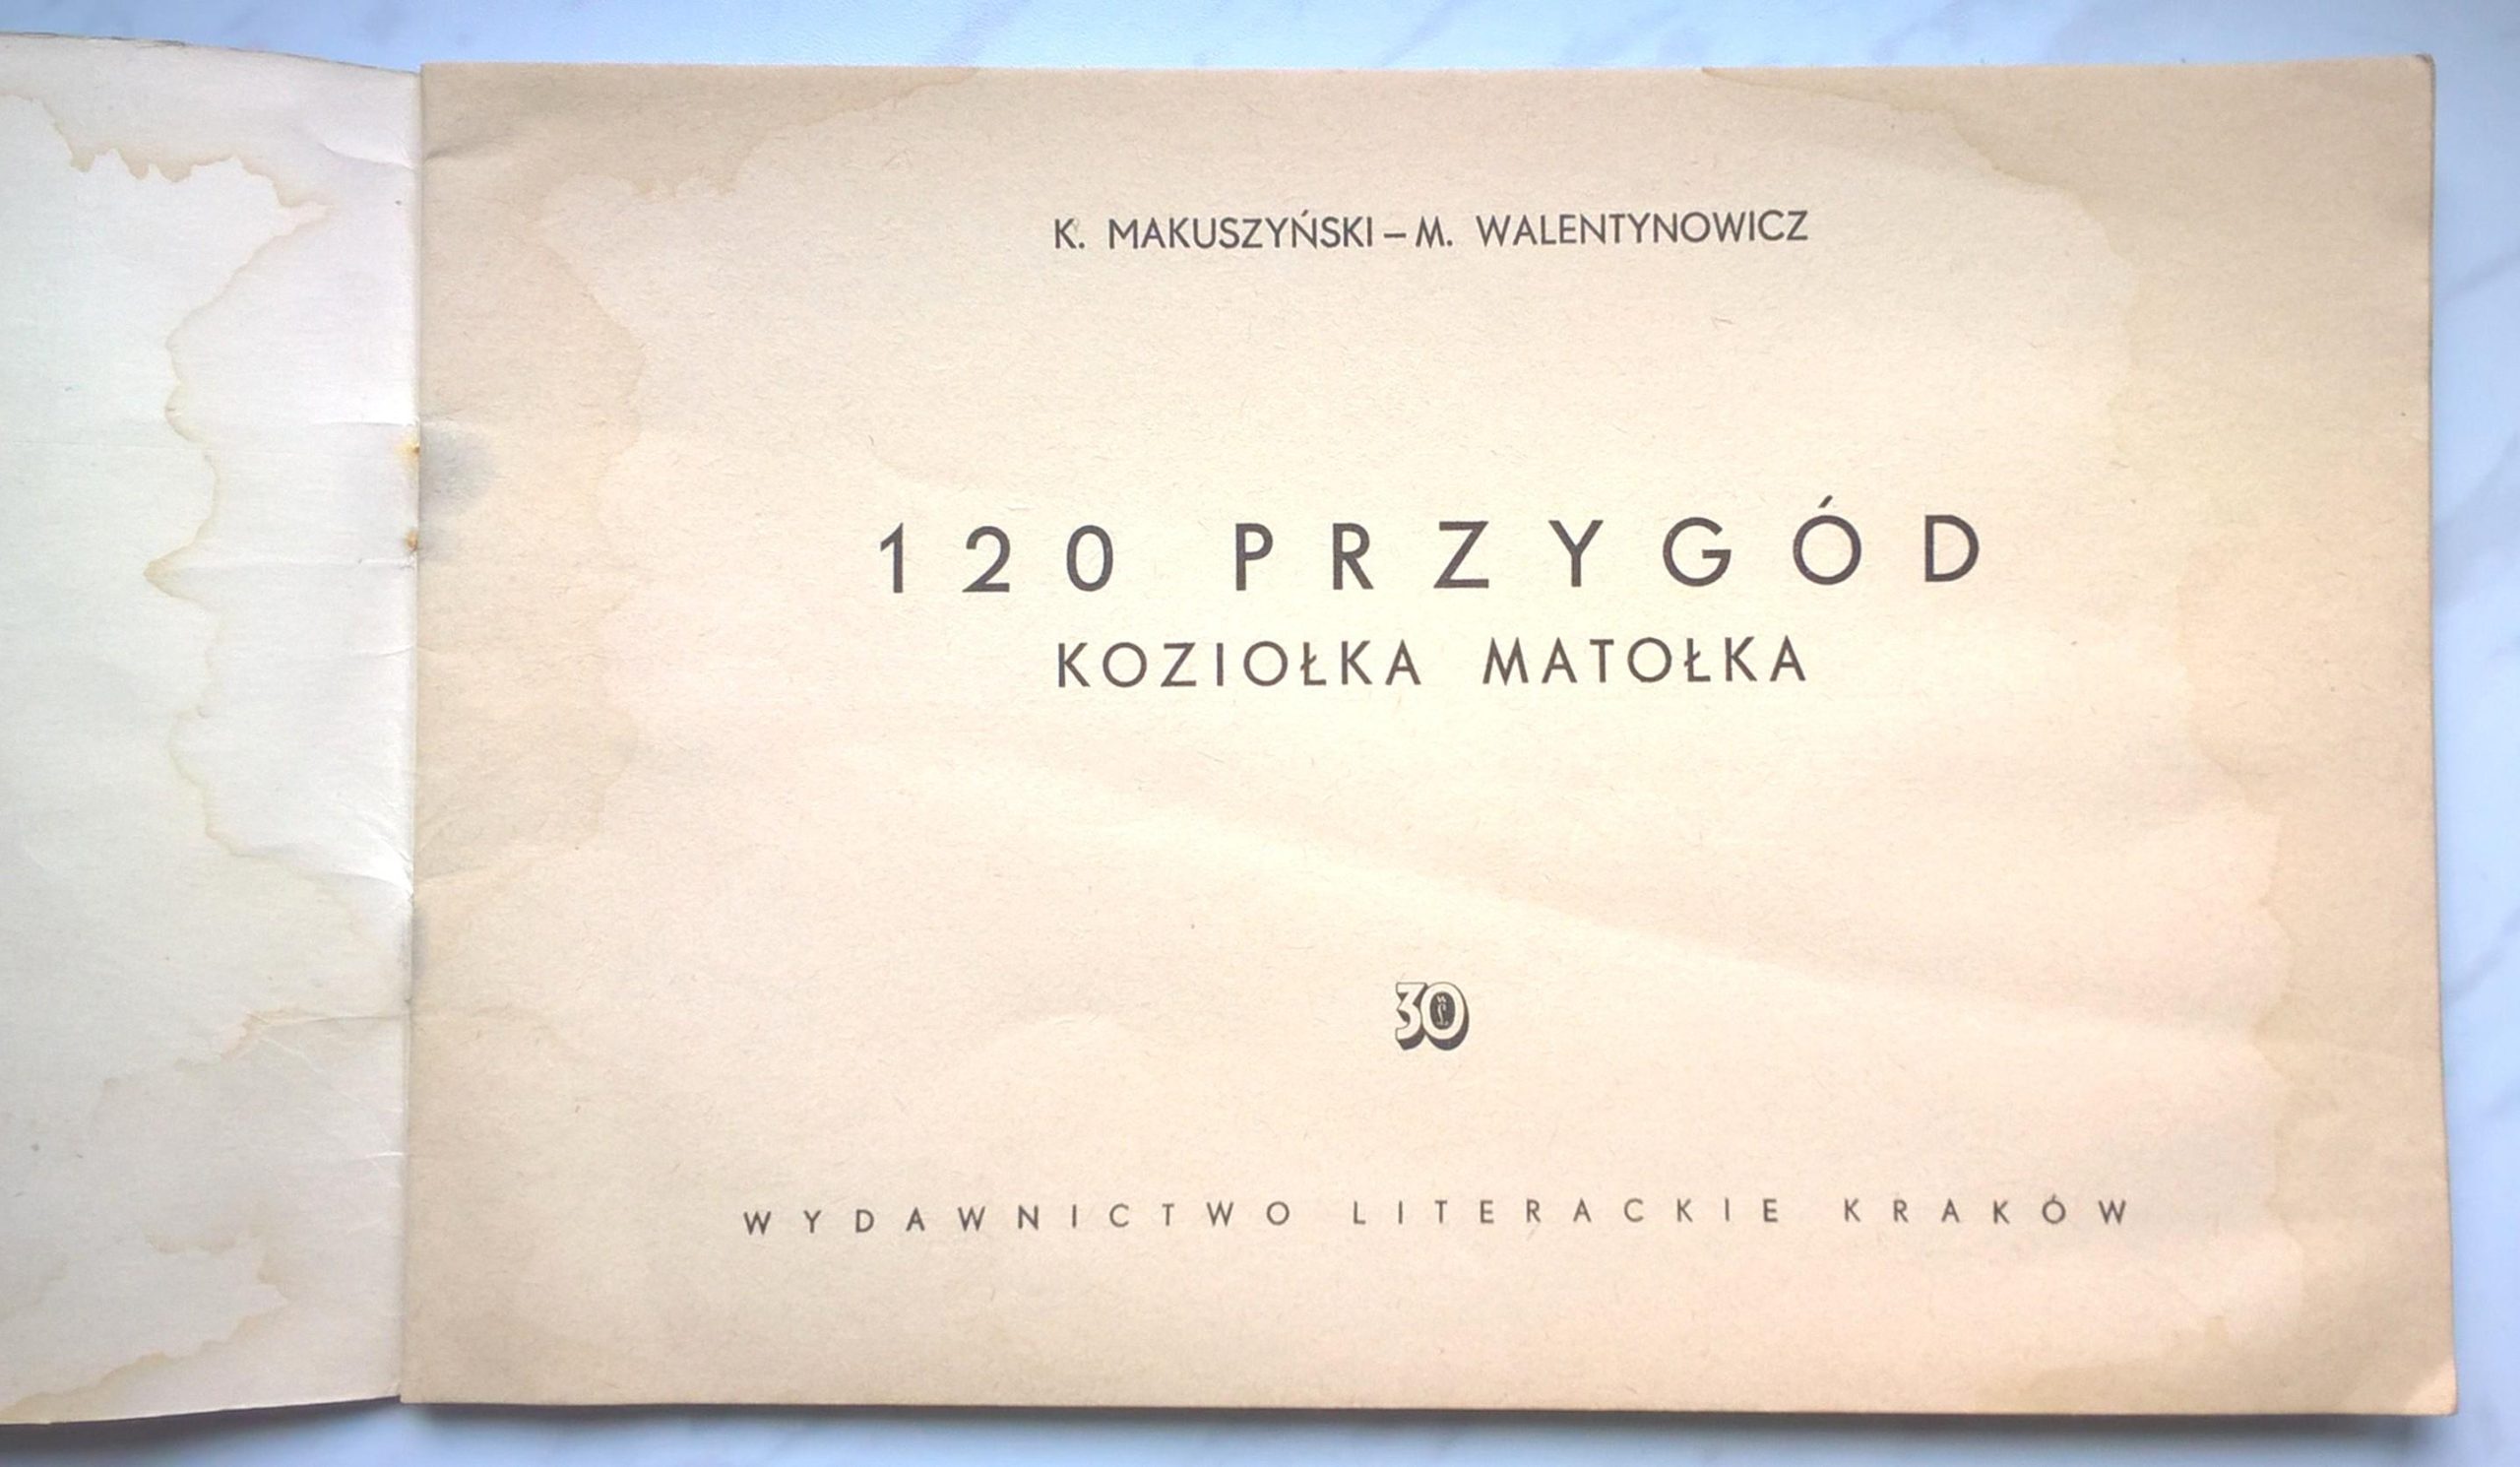 K. MAKUSZYŃSKI – M. WALENTYNOWICZ
120 PRZYGÓD
KOZIOŁKA MATOŁKA
30
WYDAWNICTWO LITERACKIE KRAKÓW